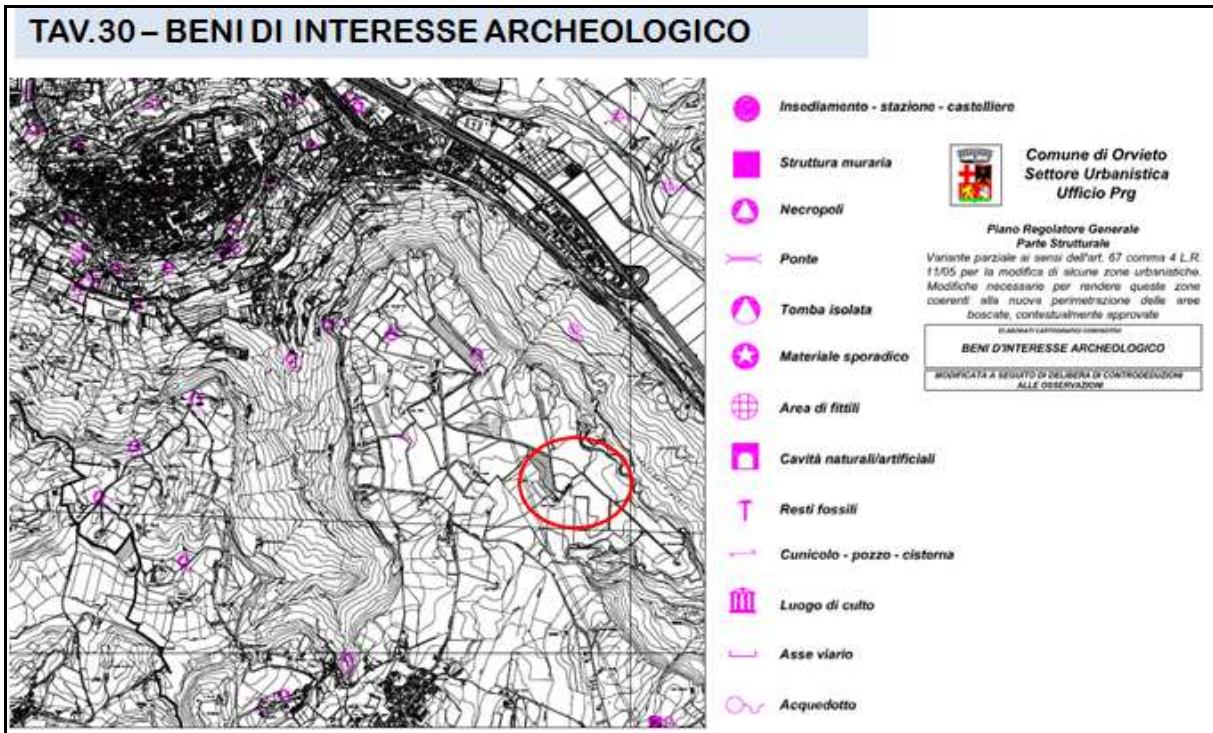 TAV.30 – BENI DI INTERESSE ARCHEOLOGICO
Insediamento - stazione - castelliere
Struttura muraria
Necropoli
Ponte
Tomba isolata
Materiale sporadico
Area di fittili
Cavità naturali/artificiali
Resti fossili
Cunicolo - pozzo - cisterna
Luogo di culto
Asse viario
Acquedotto
Comune di Orvieto
Settore Urbanistica
Ufficio Prg
Piano Regolatore Generale
Parte Strutturale
Variante parziale ai sensi dell'art. 67 comma 4 L.R.
11/05 per la modifica di alcune zone urbanistiche.
Modifiche necessarie per rendere queste zone
coerenti alla nuova perimetrazione delle aree
boscate, contestualmente approvate
BENI D'INTERESSE ARCHEOLOGICO
MODIFICATA A SEGUITO DI DELIBERA DI CONTRODEDUZIONI
ALLE OSSERVAZIONI